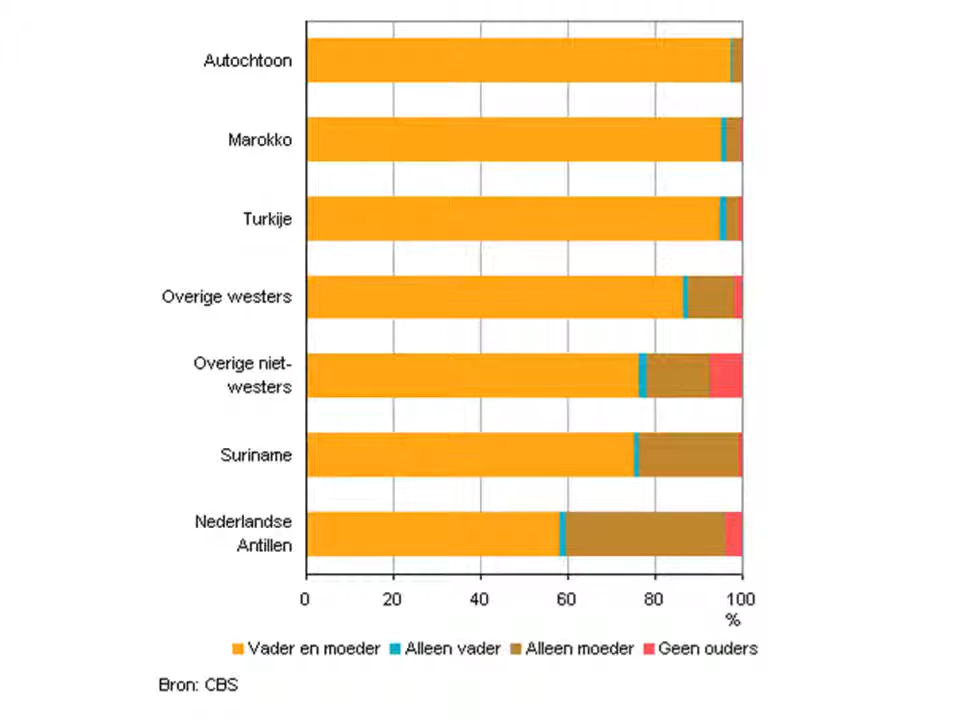 Autochtoon
Marokko
Turkije
Overige westers
Overige niet-
westers
Suriname
Nederlandse
Antillen
0 20 40 60 80 100
%
Vader en moeder Alleen vader Alleen moeder Geen ouders
Bron: CBS